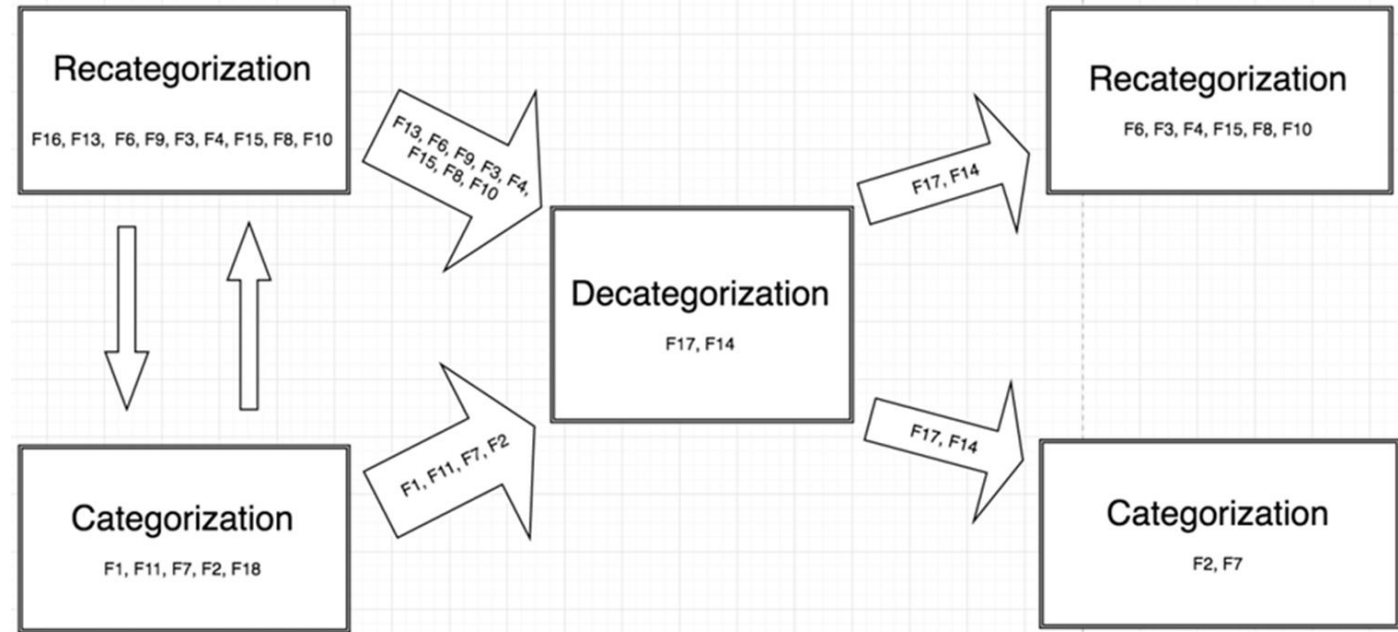 Recategorization
F16, F13, F6, F9, F3, F4, F15, F8, F10
F13, F6, F9, F3, F4,
F15, F8, F10
Categorization
F1, F11, F7, F2, F18
F1, F11, F7, F2
Decategorization
F17, F14
F17, F14
Recategorization
F6, F3, F4, F15, F8, F10
F17, F14
Categorization
F2, F7